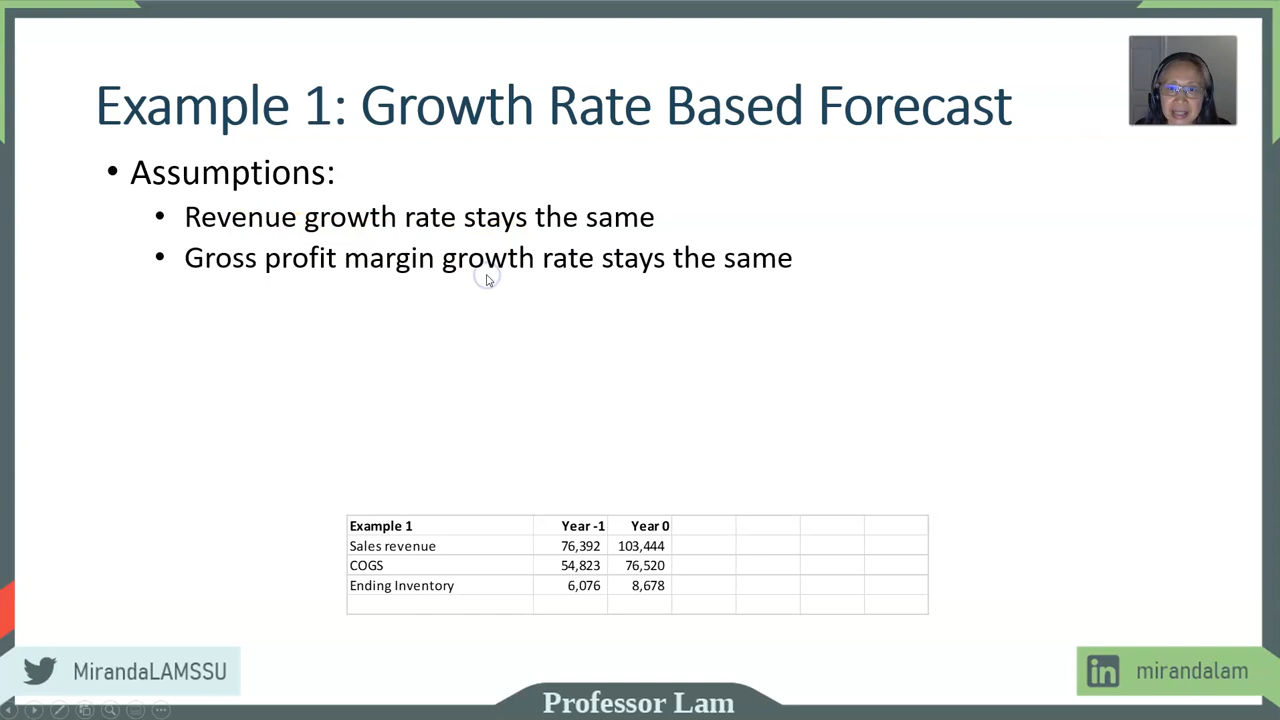 Example 1: Growth Rate Based Forecast
• Assumptions:
• Revenue growth rate stays the same
• Gross profit margin growth rate stays the same
Example 1 Year -1 Year 0
Sales revenue 76,392 103,444
COGS 54,823 76,520
Ending Inventory 6,076 8,678
MirandaLAMSSU
in mirandalam
Professor Lam